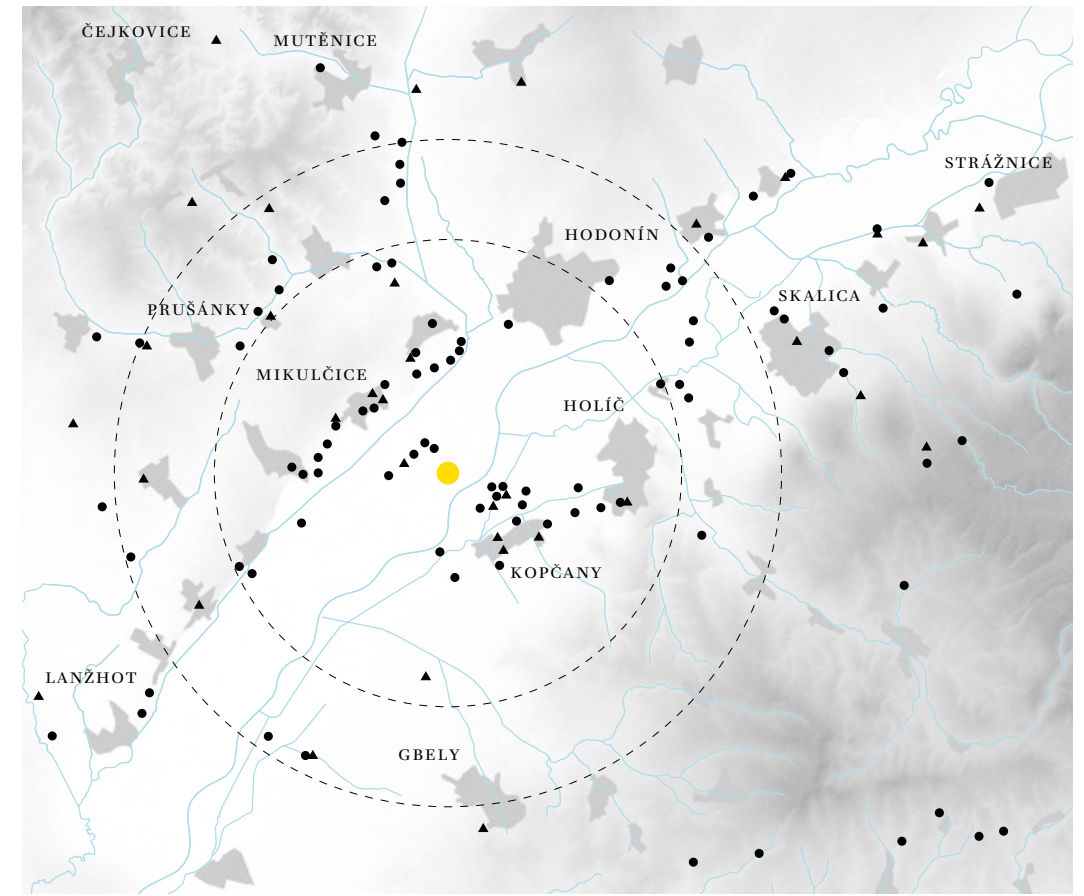 ČEJKOVICE
MUTĚNICE
STRÁŽNICE
HODONÍN
SKALICA
PRUŠÁNKY
MIKULČICE
HOLÍČ
KOPČANY
LANŽHOT
GBELY